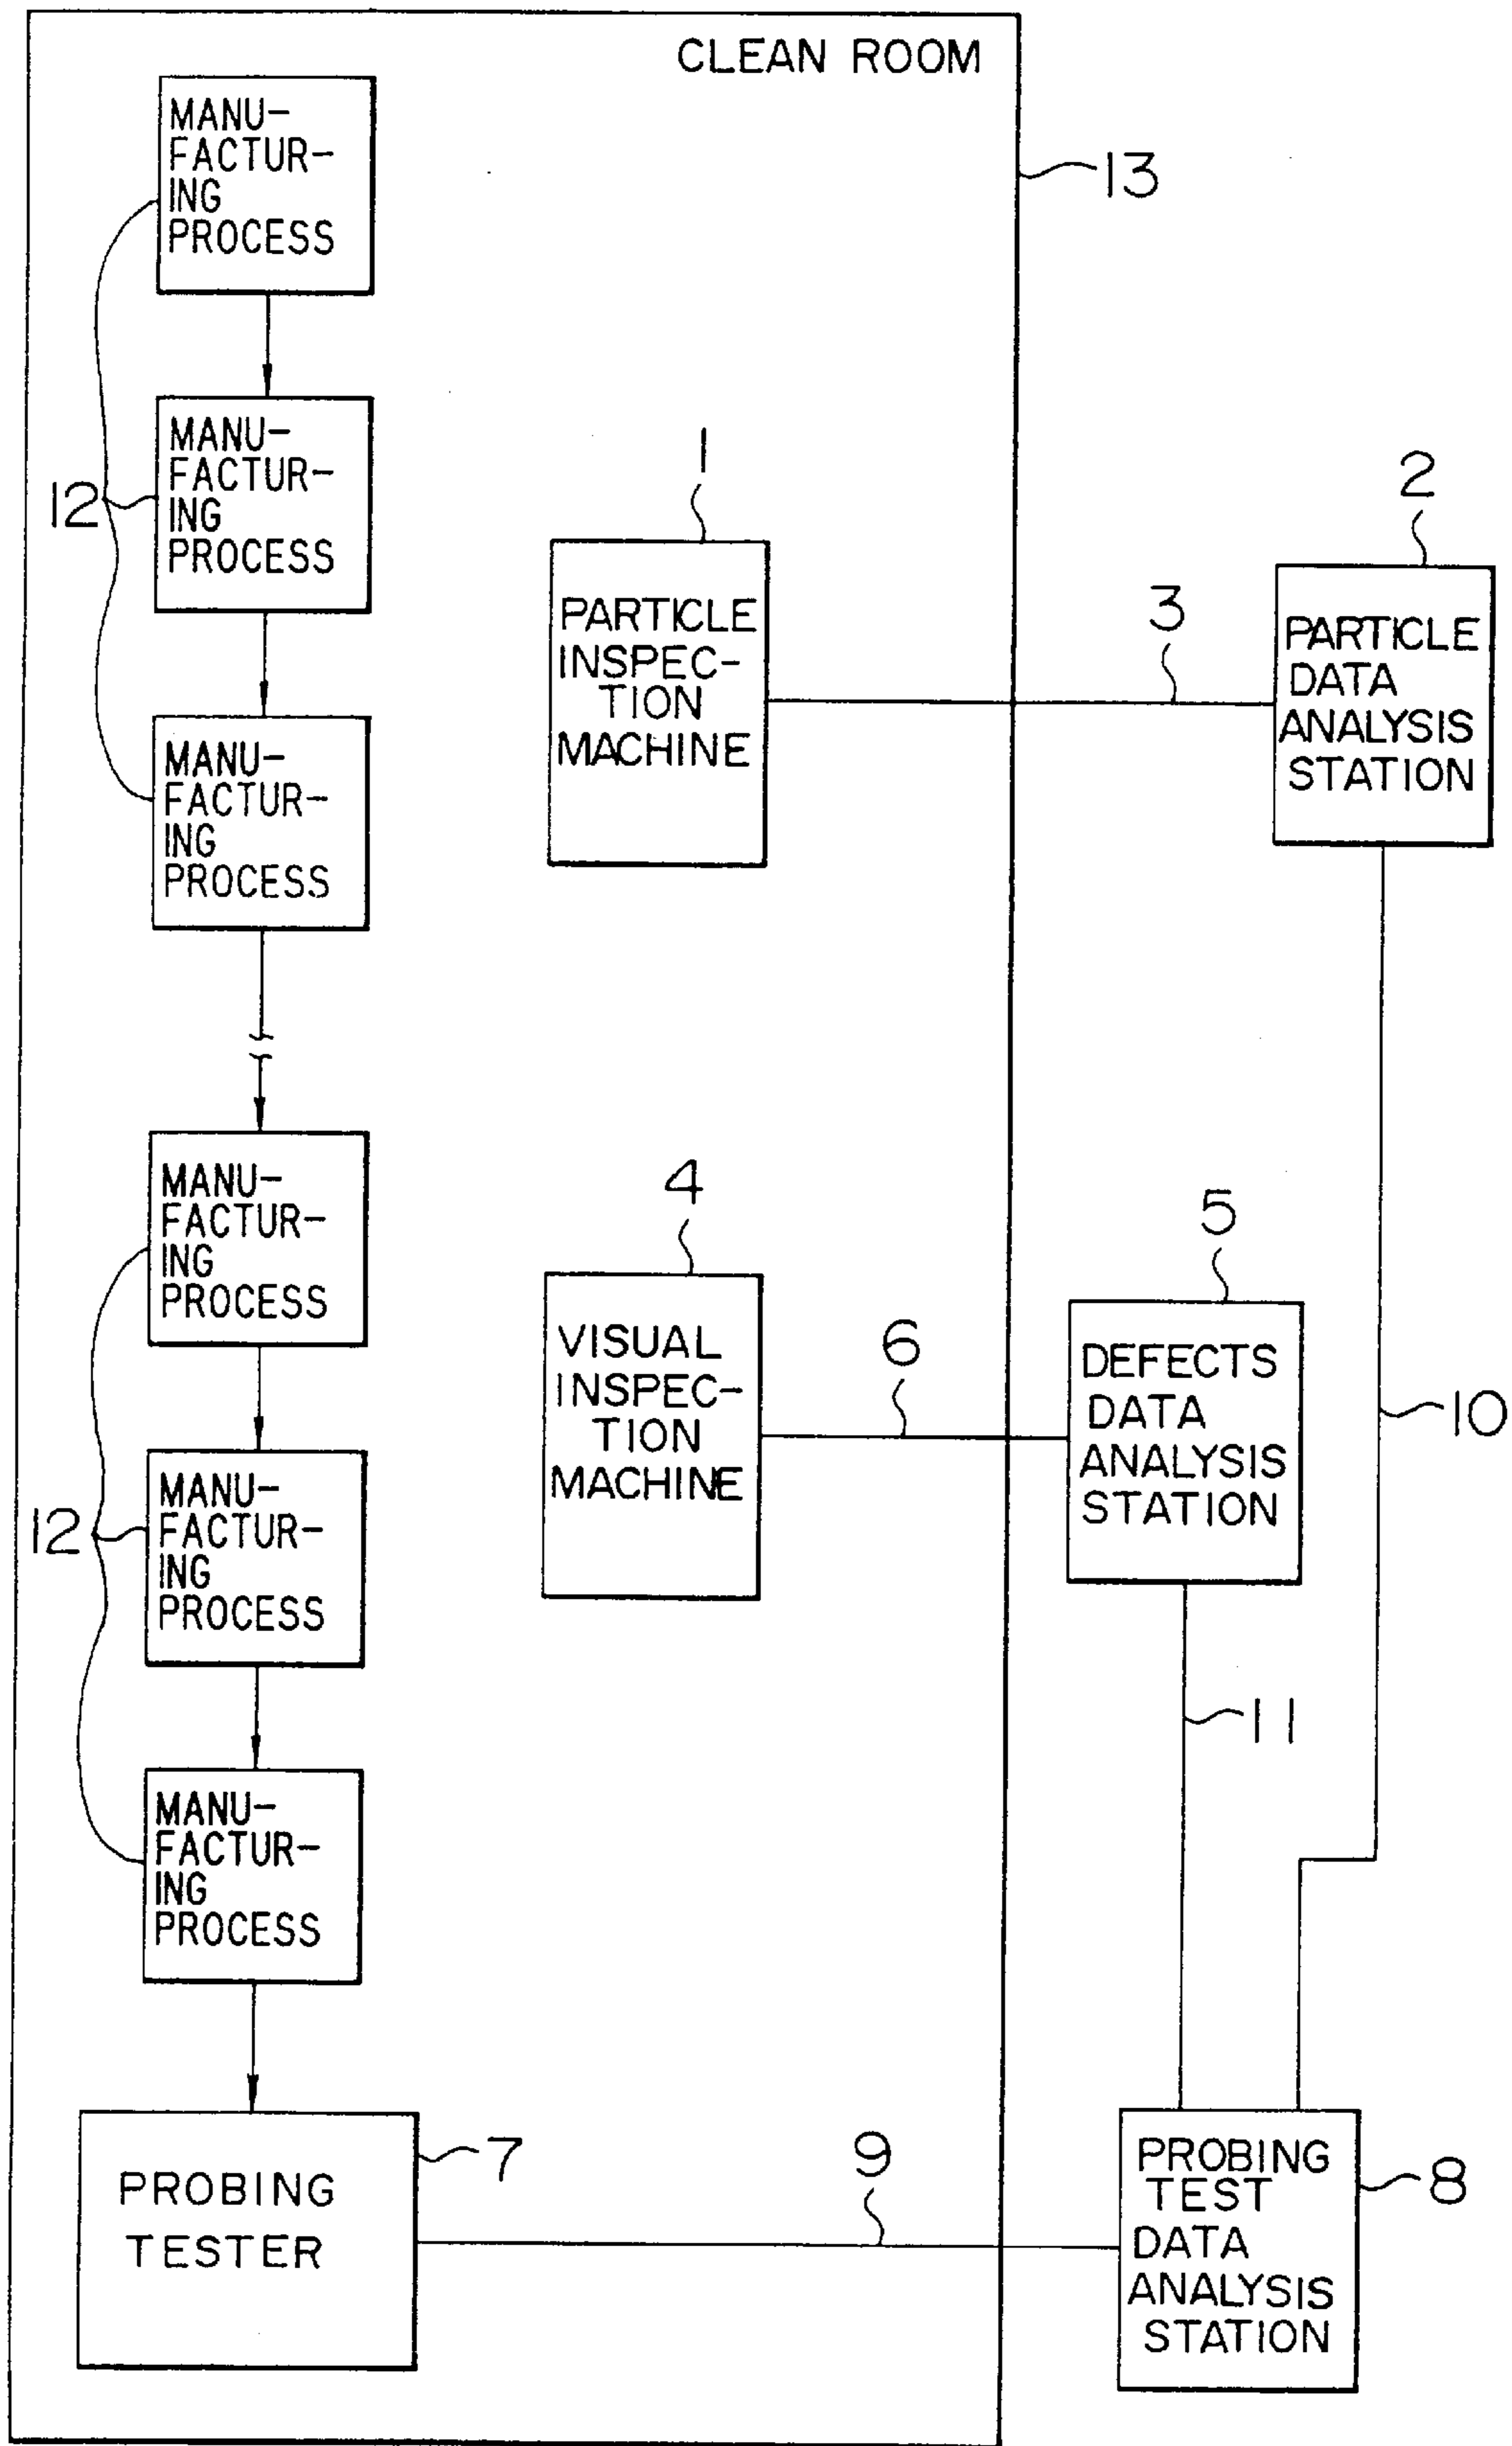 CLEAN ROOM
13
MANU-
FACTUR-
ING
PROCESS
MANU-
FACTUR-
ING
PROCESS
12
MANU-
FACTUR-
ING
PROCESS
1
PARTICLE
INSPEC-
TION
MACHINE
3
2
PARTICLE
DATA
ANALYSIS
STATION
MANU-
FACTUR-
ING
PROCESS
12
MANU-
FACTUR-
ING
PROCESS
MANU-
FACTUR-
ING
PROCESS
4
VISUAL
INSPEC-
TION
MACHINE
6
5
DEFECTS
DATA
ANALYSIS
STATION
10
11
PROBING
TESTER
7
9
PROBING
TEST
DATA
ANALYSIS
STATION
8